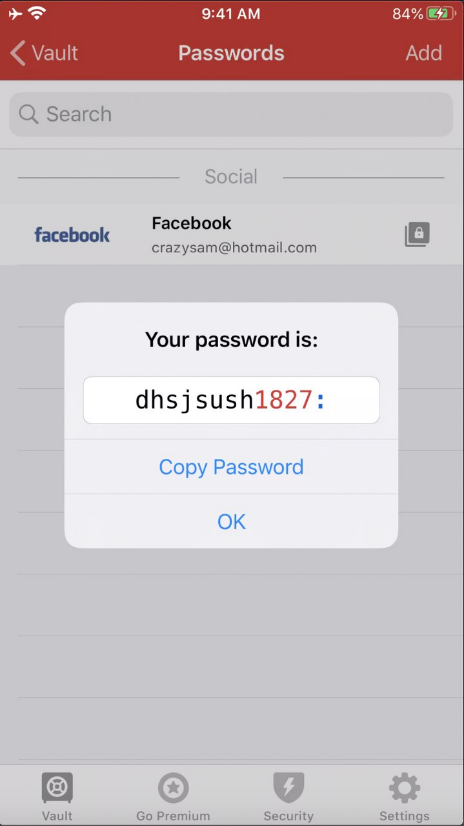 9:41 AM 84%
Vault Passwords Add
Search
Social
facebook
Facebook
crazysam@hotmail.com
Your password is:
dhsjsush1827:
Copy Password
OK
Vault Go Premium Security Settings